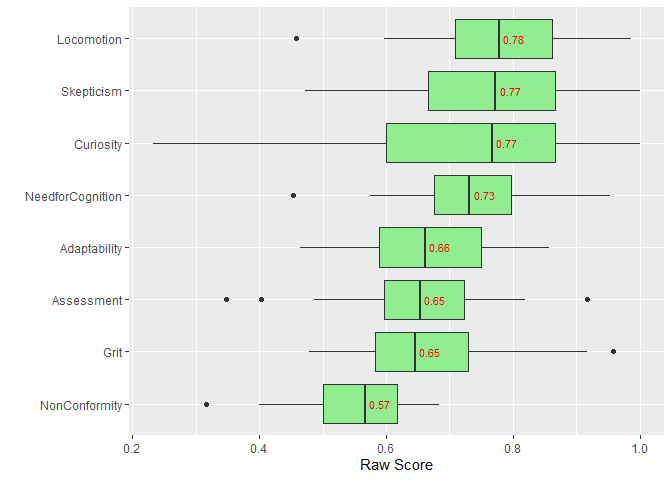 Locomotion 0.78
Skepticism 0.77
Curiosity 0.77
NeedforCognition 0.73
Adaptability 0.66
Assessment 0.65
Grit 0.65
NonConformity 0.57
0.2 0.4 0.6 0.8 1.0
Raw Score